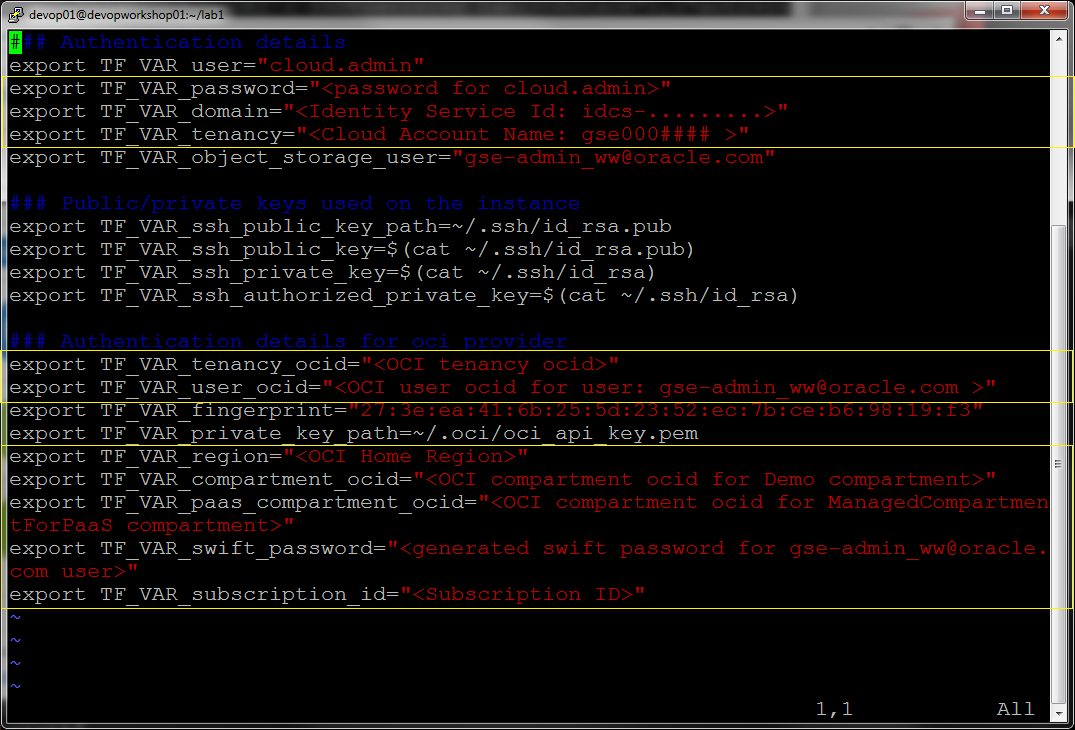 devop01@devopworkshop01:~/lab1
### Authentication details
export TF_VAR_user="cloud.admin"
export TF_VAR_password="<password for cloud.admin>"
export TF_VAR_domain="<Identity Service Id: idcs-.........>"
export TF_VAR_tenancy="<Cloud Account Name: gse000#### >"
export TF_VAR_object_storage_user="gse-admin_ww@oracle.com"
### Public/private keys used on the instance
export TF_VAR_ssh_public_key_path=~/.ssh/id_rsa.pub
export TF_VAR_ssh_public_key=$(cat ~/.ssh/id_rsa.pub)
export TF_VAR_ssh_private_key=$(cat ~/.ssh/id_rsa)
export TF_VAR_ssh_authorized_private_key=$(cat ~/.ssh/id_rsa)
### Authentication details for oci provider
export TF_VAR_tenancy_ocid="<OCI tenancy ocid>"
export TF_VAR_user_ocid="<OCI user ocid for user: gse-admin_ww@oracle.com >"
export TF_VAR_fingerprint="27:3e:ea:41:6b:25:5d:23:52:ec:7b:ce:b6:98:19:f3"
export TF_VAR_private_key_path=~/.oci/oci_api_key.pem
export TF_VAR_region="<OCI Home Region>"
export TF_VAR_compartment_ocid="<OCI compartment ocid for Demo compartment>"
export TF_VAR_paas_compartment_ocid="<OCI compartment ocid for ManagedCompartmen
tForPaaS compartment>"
export TF_VAR_swift_password="<generated swift password for gse-admin_ww@oracle.
com user>"
export TF_VAR_subscription_id="<Subscription ID>"
~
~
~
~
1,1 All